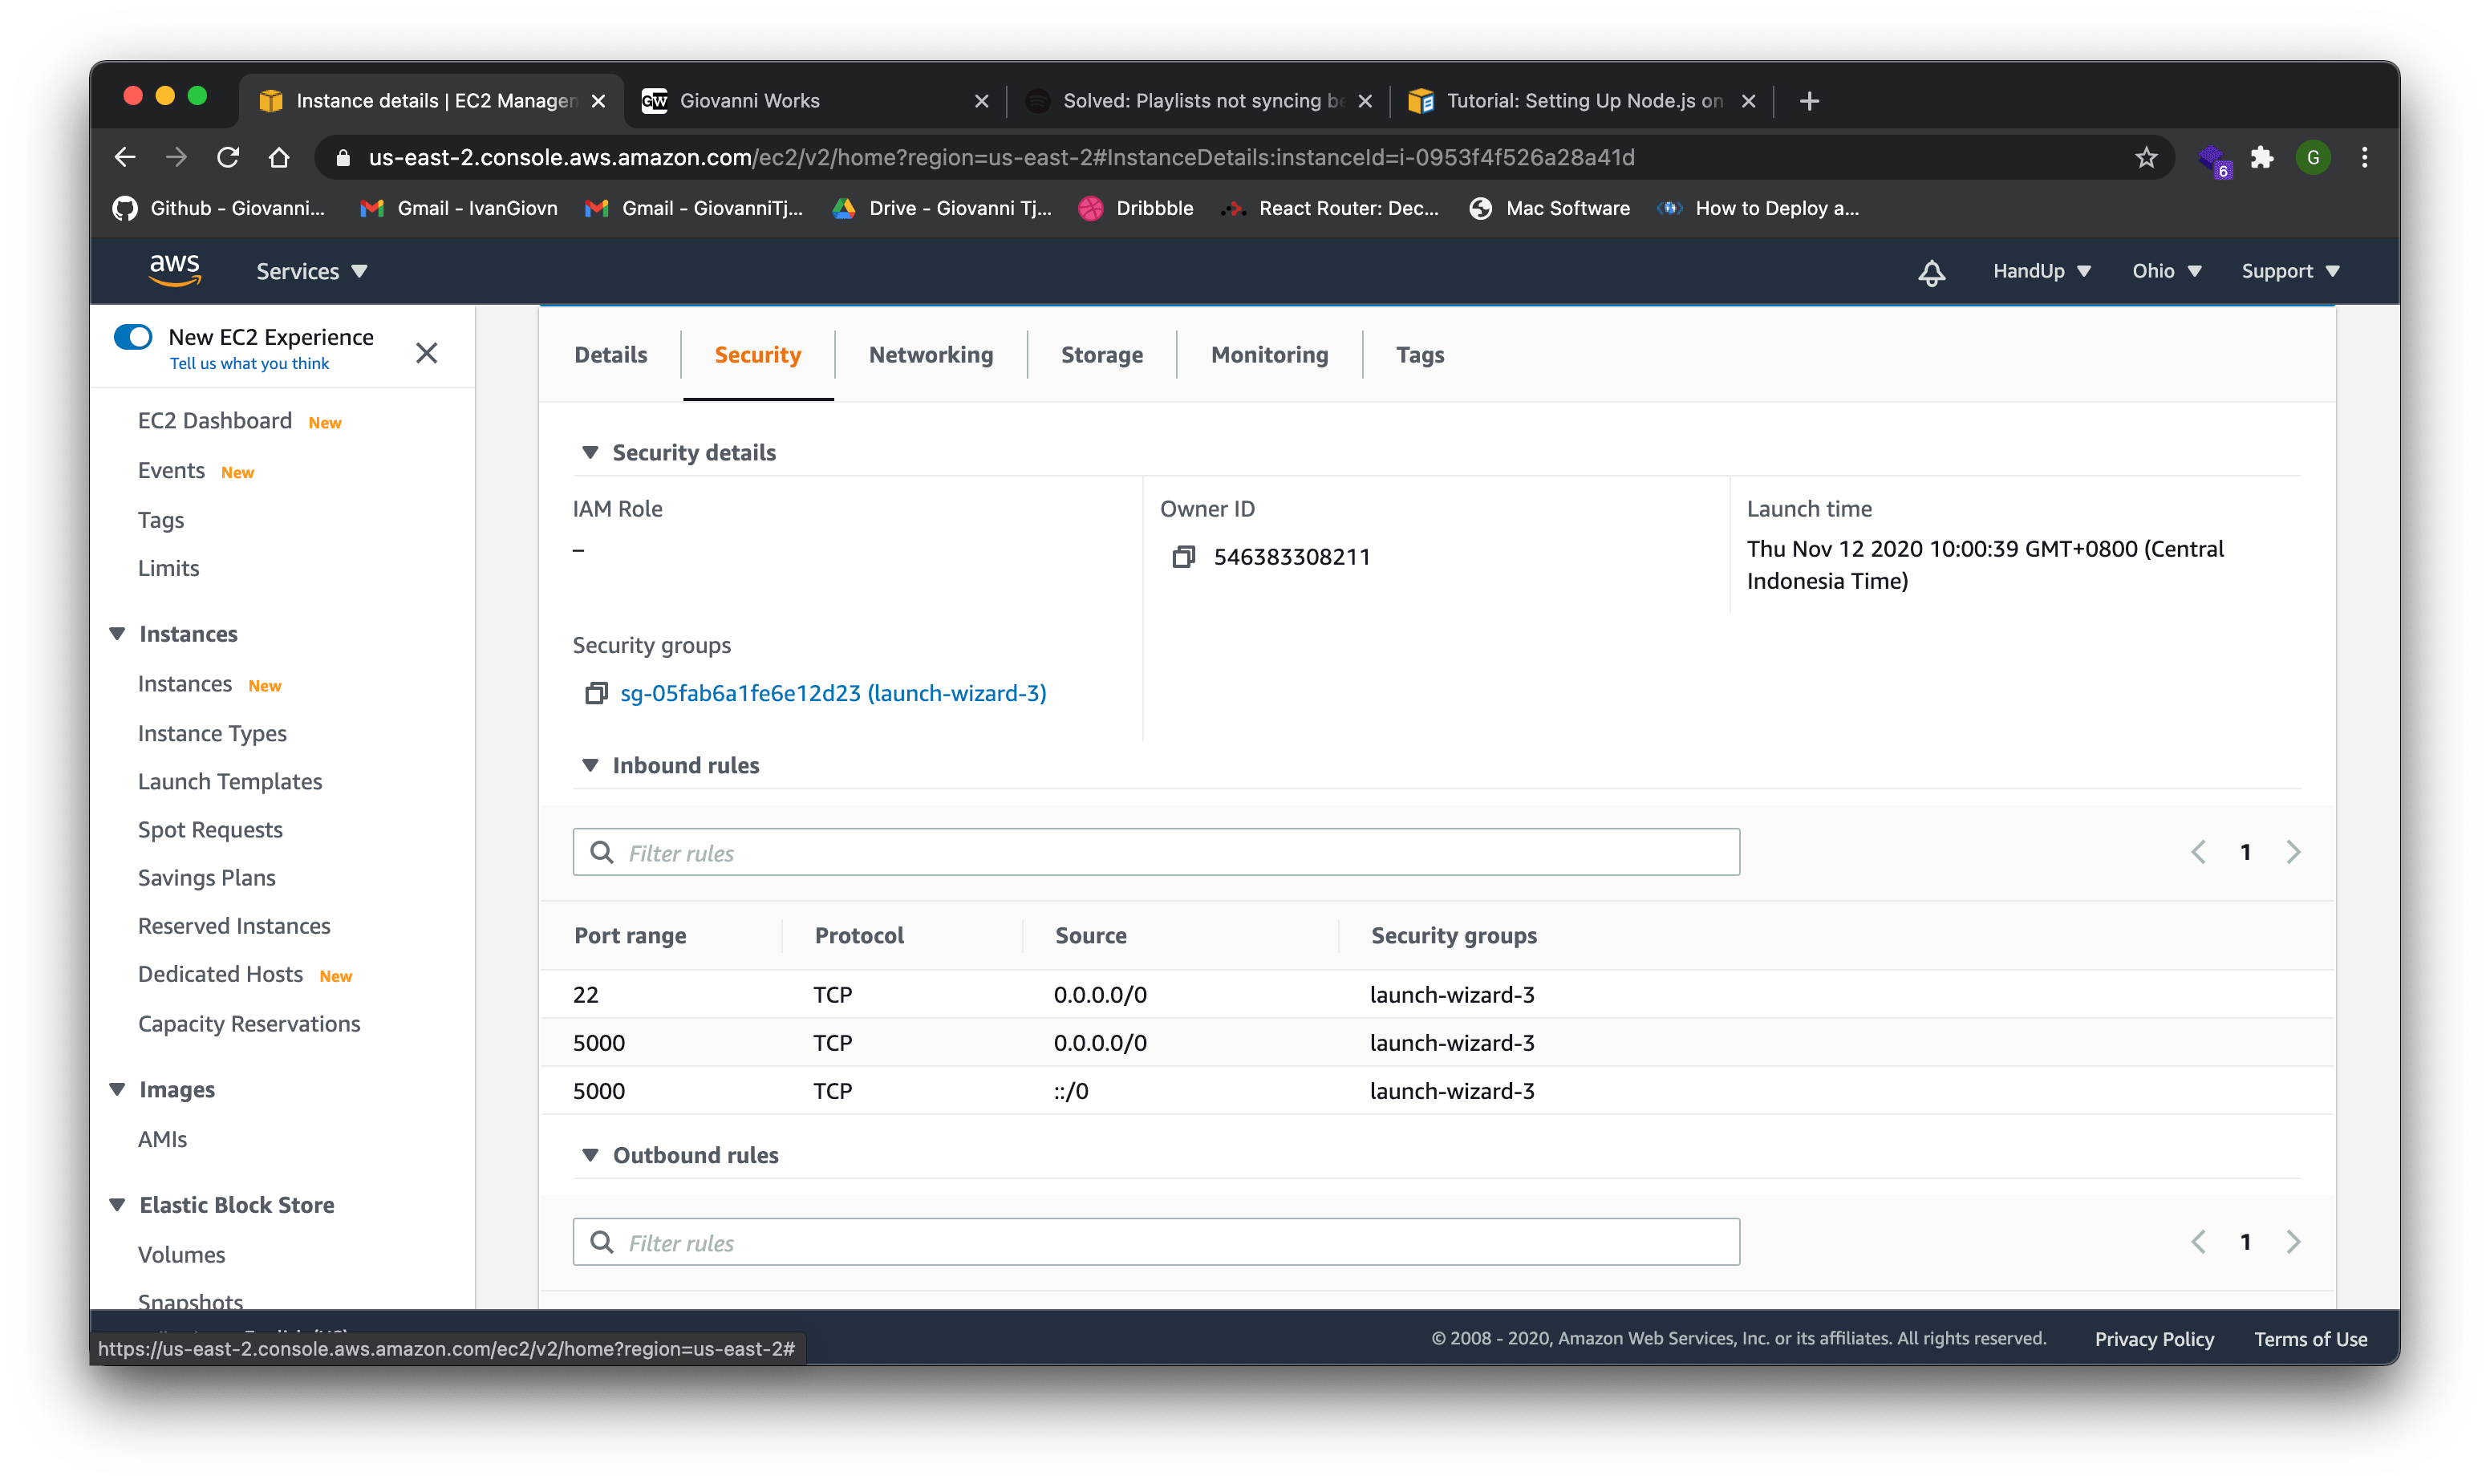 Instance details | EC2 Managem
GW Giovanni Works
Solved: Playlists not syncing be
Tutorial: Setting Up Node.js on
us-east-2.console.aws.amazon.com/ec2/v2/home?region=us-east-2#InstanceDetails:instanceId=i-0953f4f526a28a41d
6
G
Github - Giovanni...
Gmail - IvanGiovn
Gmail - GiovanniTj...
Drive - Giovanni Tj...
Dribbble
React Router: Dec...
Mac Software
How to Deploy a...
aws
Services
HandUp
Ohio
Support
New EC2 Experience
Tell us what you think
EC2 Dashboard New
Events New
Tags
Limits
Instances
Instances New
Instance Types
Launch Templates
Spot Requests
Savings Plans
Reserved Instances
Dedicated Hosts New
Capacity Reservations
Images
AMIs
Elastic Block Store
Volumes
Snapshots
Details
Security
Networking
Storage
Monitoring
Tags
Security details
IAM Role
–
Owner ID
546383308211
Launch time
Thu Nov 12 2020 10:00:39 GMT+0800 (Central
Indonesia Time)
Security groups
sg-05fab6a1fe6e12d23 (launch-wizard-3)
Inbound rules
Filter rules
1
Port range Protocol Source Security groups
22 TCP 0.0.0.0/0 launch-wizard-3
5000 TCP 0.0.0.0/0 launch-wizard-3
5000 TCP ::/0 launch-wizard-3
Outbound rules
Filter rules
1
https://us-east-2.console.aws.amazon.com/ec2/v2/home?region=us-east-2#
© 2008 - 2020, Amazon Web Services, Inc. or its affiliates. All rights reserved.
Privacy Policy
Terms of Use